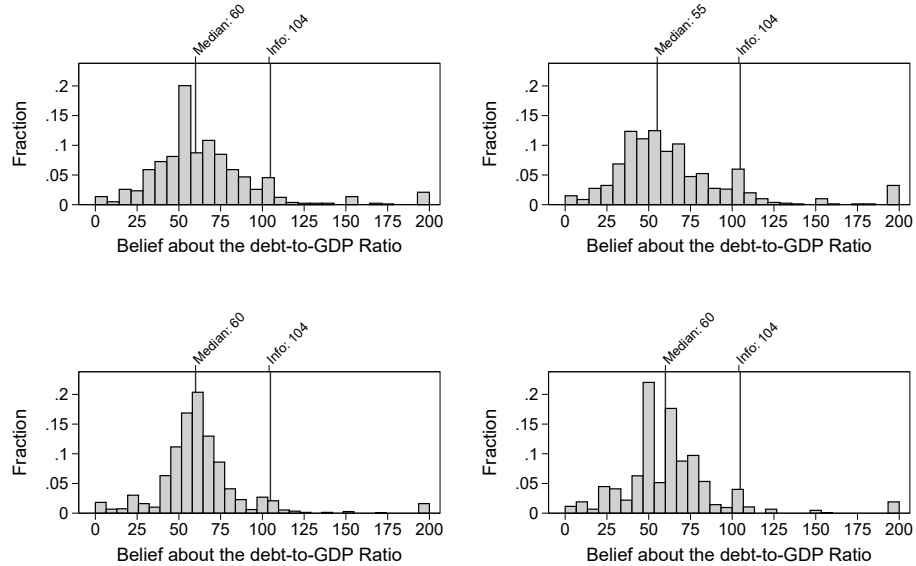 Median: 60
Info: 104
Fraction
.2
.15
.1
.05
0
0 25 50 75 100 125 150 175 200
Belief about the debt-to-GDP Ratio
Median: 55
Info: 104
Fraction
.2
.15
.1
.05
0
0 25 50 75 100 125 150 175 200
Belief about the debt-to-GDP Ratio
Median: 60
Info: 104
Fraction
.2
.15
.1
.05
0
0 25 50 75 100 125 150 175 200
Belief about the debt-to-GDP Ratio
Median: 60
Info: 104
Fraction
.2
.15
.1
.05
0
0 25 50 75 100 125 150 175 200
Belief about the debt-to-GDP Ratio